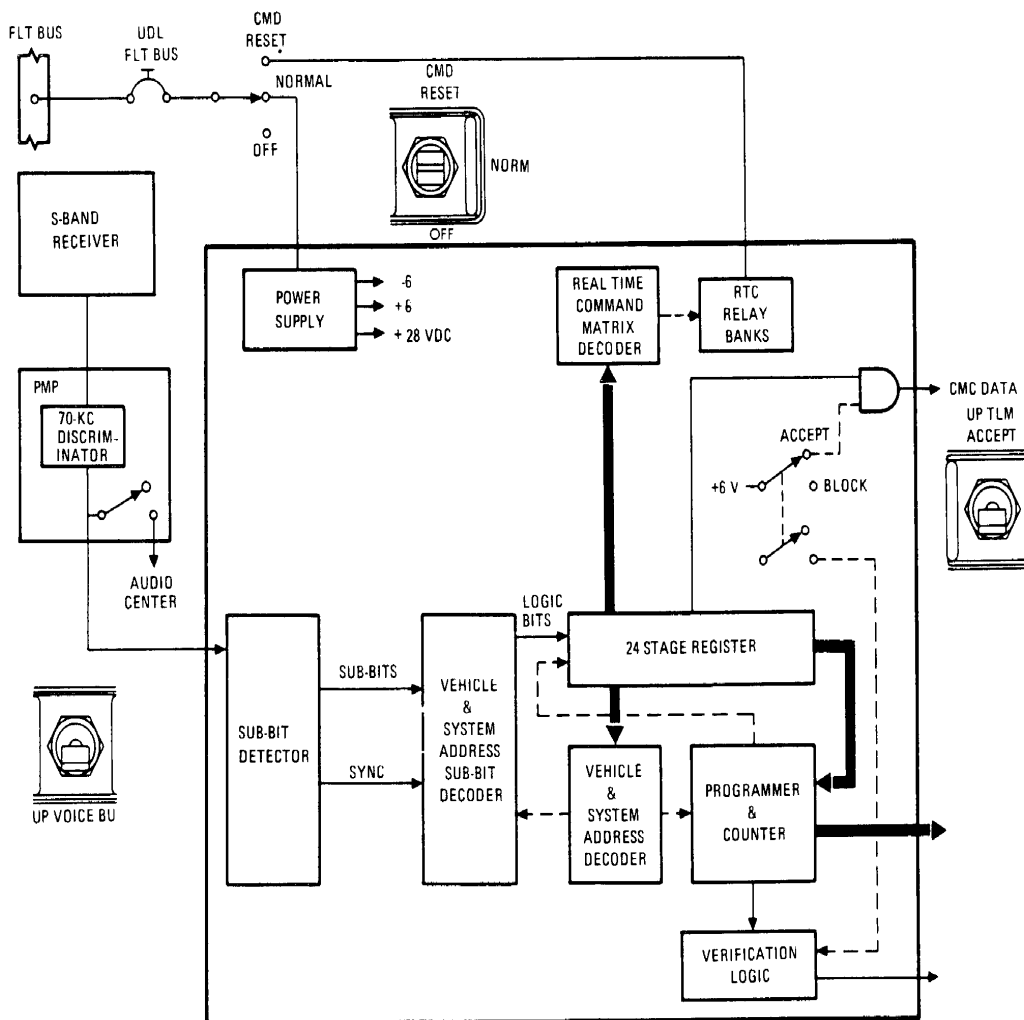 FLT BUS
UDL
FLT BUS
CMD
RESET
NORMAL
OFF
CMD
RESET
NORM
OFF
S-BAND
RECEIVER
POWER
SUPPLY
-6
+6
+ 28 VDC
REAL TIME
COMMAND
MATRIX
DECODER
RTC
RELAY
BANKS
PMP
70-KC
DISCRIM-
INATOR
AUDIO
CENTER
CMC DATA
UP TLM
ACCEPT
ACCEPT
+6 V
BLOCK
LOGIC
BITS
24 STAGE REGISTER
SUB-BIT
DETECTOR
SUB-BITS
SYNC
VEHICLE
&
SYSTEM
ADDRESS
SUB-BIT
DECODER
VEHICLE
&
SYSTEM
ADDRESS
DECODER
PROGRAMMER
&
COUNTER
UP VOICE BU
VERIFICATION
LOGIC